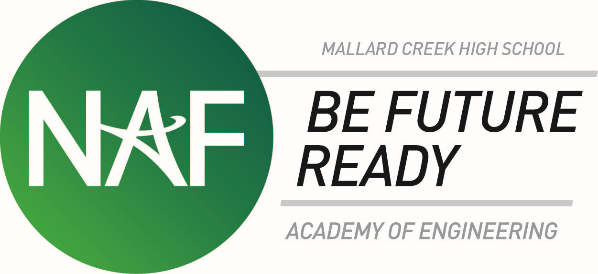 NAF
MALLARD CREEK HIGH SCHOOL
BE FUTURE
READY
ACADEMY OF ENGINEERING